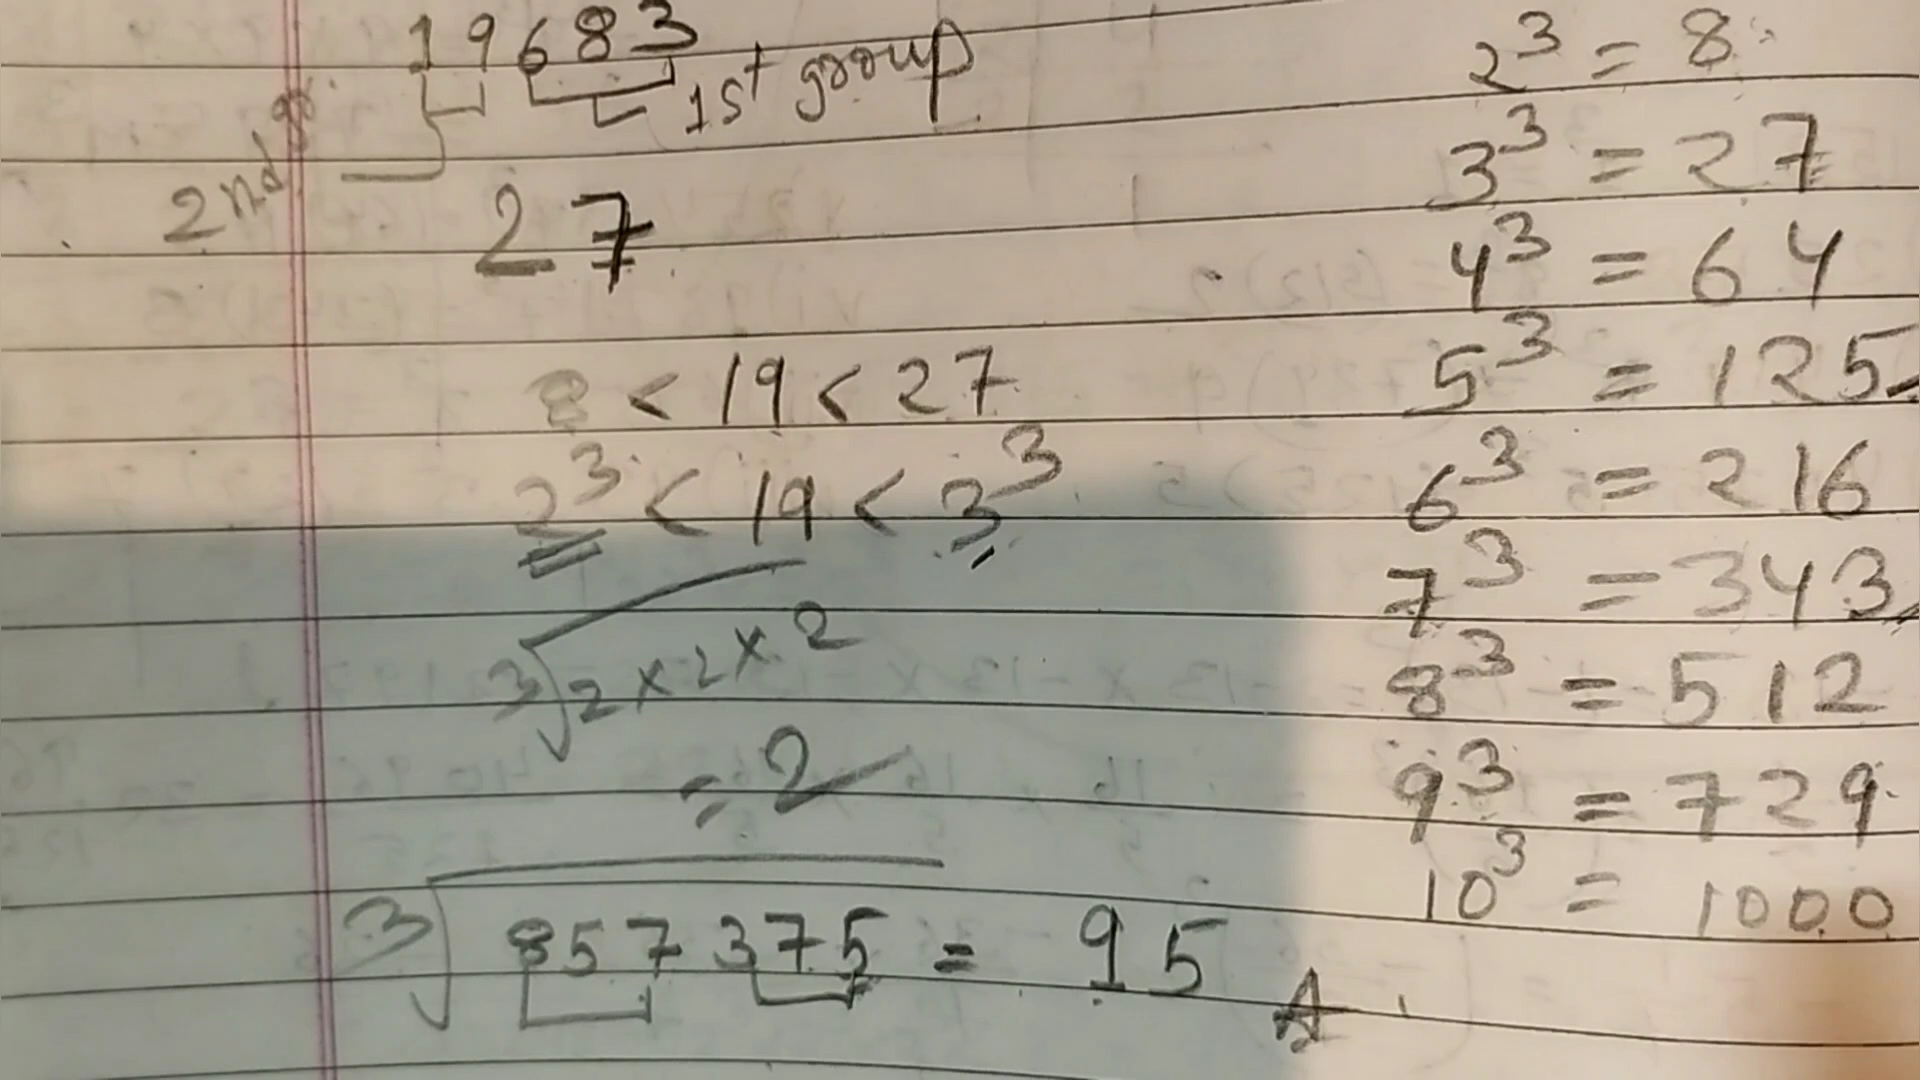 19683
1st group
2nd gr.
27
8 < 19 < 27
2³ < 19 < 3³
∛2×2×2
= 2
∛857375 = 95
A
2³ = 8
3³ = 27
4³ = 64
5³ = 125
6³ = 216
7³ = 343
8³ = 512
9³ = 729
10³ = 1000